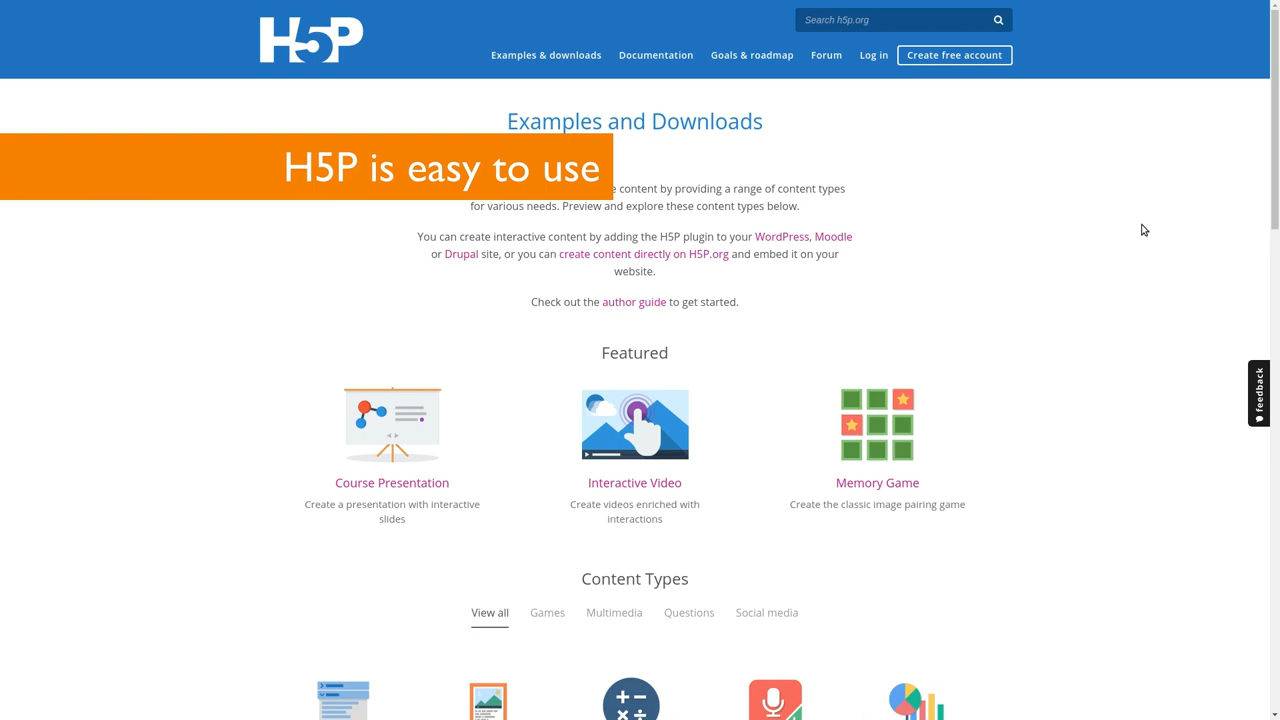 H5P
Search h5p.org
Examples & downloads Documentation Goals & roadmap Forum Log in Create free account
Examples and Downloads
H5P is easy to use
content by providing a range of content types
for various needs. Preview and explore these content types below.
You can create interactive content by adding the H5P plugin to your WordPress, Moodle
or Drupal site, or you can create content directly on H5P.org and embed it on your
website.
Check out the author guide to get started.
feedback
Featured
Course Presentation
Create a presentation with interactive
slides
Interactive Video
Create videos enriched with
interactions
Memory Game
Create the classic image pairing game
Content Types
View all Games Multimedia Questions Social media